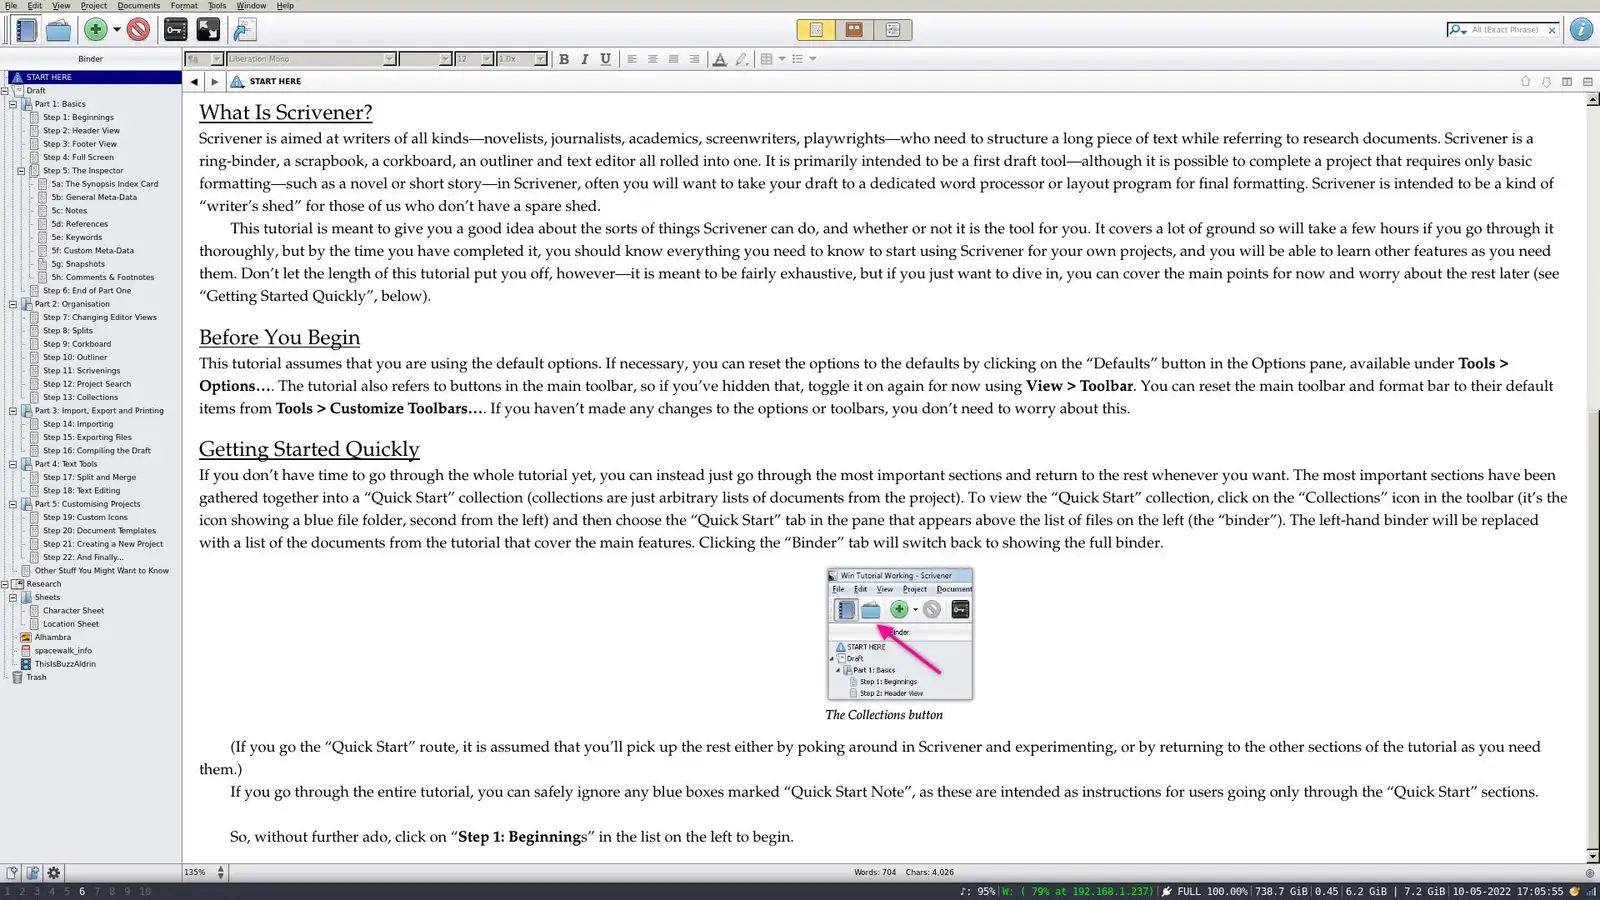 File Edit View Project Documents Format Tools Window Help
All (Exact Phrase)
Binder
Liberation Mono 12 1.0x B I U A
START HERE
START HERE
Draft
Part 1: Basics
Step 1: Beginnings
Step 2: Header View
Step 3: Footer View
Step 4: Full Screen
Step 5: The Inspector
5a: The Synopsis Index Card
5b: General Meta-Data
5c: Notes
5d: References
5e: Keywords
5f: Custom Meta-Data
5g: Snapshots
5h: Comments & Footnotes
Step 6: End of Part One
Part 2: Organisation
Step 7: Changing Editor Views
Step 8: Splits
Step 9: Corkboard
Step 10: Outliner
Step 11: Scrivenings
Step 12: Project Search
Step 13: Collections
Part 3: Import, Export and Printing
Step 14: Importing
Step 15: Exporting Files
Step 16: Compiling the Draft
Part 4: Text Tools
Step 17: Split and Merge
Step 18: Text Editing
Part 5: Customising Projects
Step 19: Custom Icons
Step 20: Document Templates
Step 21: Creating a New Project
Step 22: And Finally...
Other Stuff You Might Want to Know
Research
Sheets
Character Sheet
Location Sheet
Alhambra
spacewalk_info
ThisIsBuzzAldrin
Trash
What Is Scrivener?
Scrivener is aimed at writers of all kinds—novelists, journalists, academics, screenwriters, playwrights—who need to structure a long piece of text while referring to research documents. Scrivener is a
ring-binder, a scrapbook, a corkboard, an outliner and text editor all rolled into one. It is primarily intended to be a first draft tool—although it is possible to complete a project that requires only basic
formatting—such as a novel or short story—in Scrivener, often you will want to take your draft to a dedicated word processor or layout program for final formatting. Scrivener is intended to be a kind of
“writer’s shed” for those of us who don’t have a spare shed.
This tutorial is meant to give you a good idea about the sorts of things Scrivener can do, and whether or not it is the tool for you. It covers a lot of ground so will take a few hours if you go through it
thoroughly, but by the time you have completed it, you should know everything you need to know to start using Scrivener for your own projects, and you will be able to learn other features as you need
them. Don’t let the length of this tutorial put you off, however—it is meant to be fairly exhaustive, but if you just want to dive in, you can cover the main points for now and worry about the rest later (see
“Getting Started Quickly”, below).
Before You Begin
This tutorial assumes that you are using the default options. If necessary, you can reset the options to the defaults by clicking on the “Defaults” button in the Options pane, available under Tools >
Options.... The tutorial also refers to buttons in the main toolbar, so if you’ve hidden that, toggle it on again for now using View > Toolbar. You can reset the main toolbar and format bar to their default
items from Tools > Customize Toolbars.... If you haven’t made any changes to the options or toolbars, you don’t need to worry about this.
Getting Started Quickly
If you don’t have time to go through the whole tutorial yet, you can instead just go through the most important sections and return to the rest whenever you want. The most important sections have been
gathered together into a “Quick Start” collection (collections are just arbitrary lists of documents from the project). To view the “Quick Start” collection, click on the “Collections” icon in the toolbar (it’s the
icon showing a blue file folder, second from the left) and then choose the “Quick Start” tab in the pane that appears above the list of files on the left (the “binder”). The left-hand binder will be replaced
with a list of the documents from the tutorial that cover the main features. Clicking the “Binder” tab will switch back to showing the full binder.
Win Tutorial Working - Scrivener
File Edit View Project Document
START HERE
Draft
Part 1: Basics
Step 1: Beginnings
Step 2: Header View
The Collections button
(If you go the “Quick Start” route, it is assumed that you’ll pick up the rest either by poking around in Scrivener and experimenting, or by returning to the other sections of the tutorial as you need
them.)
If you go through the entire tutorial, you can safely ignore any blue boxes marked “Quick Start Note”, as these are intended as instructions for users going only through the “Quick Start” sections.
So, without further ado, click on “Step 1: Beginnings” in the list on the left to begin.
135% Words: 704 Chars: 4,026
1 2 3 4 5 6 7 8 9 10 ♪: 95%|W: ( 79% at 192.168.1.237)| FULL 100.00%|738.7 GiB|0.45|6.2 GiB | 7.2 GiB|10-05-2022 17:05:55